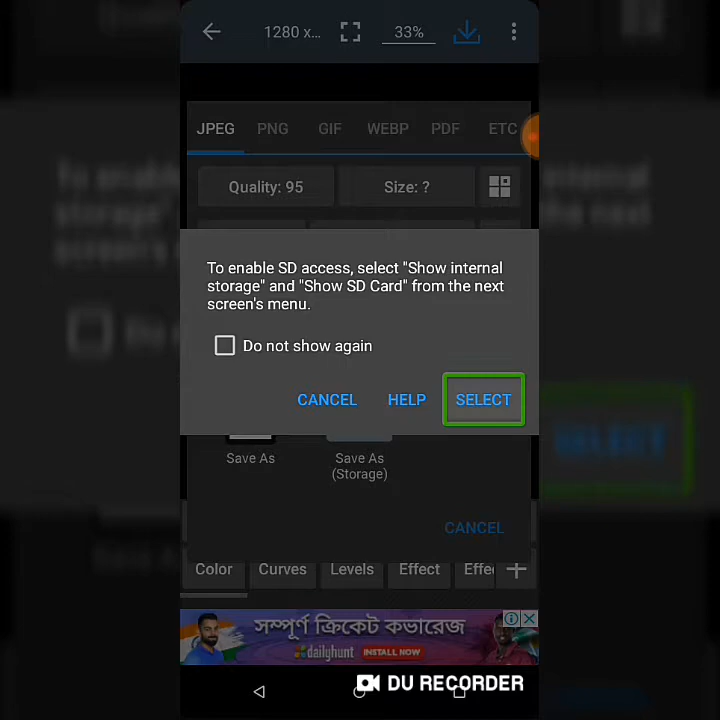 1280 x...
33%
JPEG PNG GIF WEBP PDF ETC
Quality: 95 Size: ?
To enable SD access, select "Show internal
storage" and "Show SD Card" from the next
screen's menu.
Do not show again
CANCEL HELP SELECT
Save As
Save As
(Storage)
CANCEL
Color Curves Levels Effect Effe
সম্পূর্ণ ক্রিকেট কভারেজ
dailyhunt INSTALL NOW
DU RECORDER